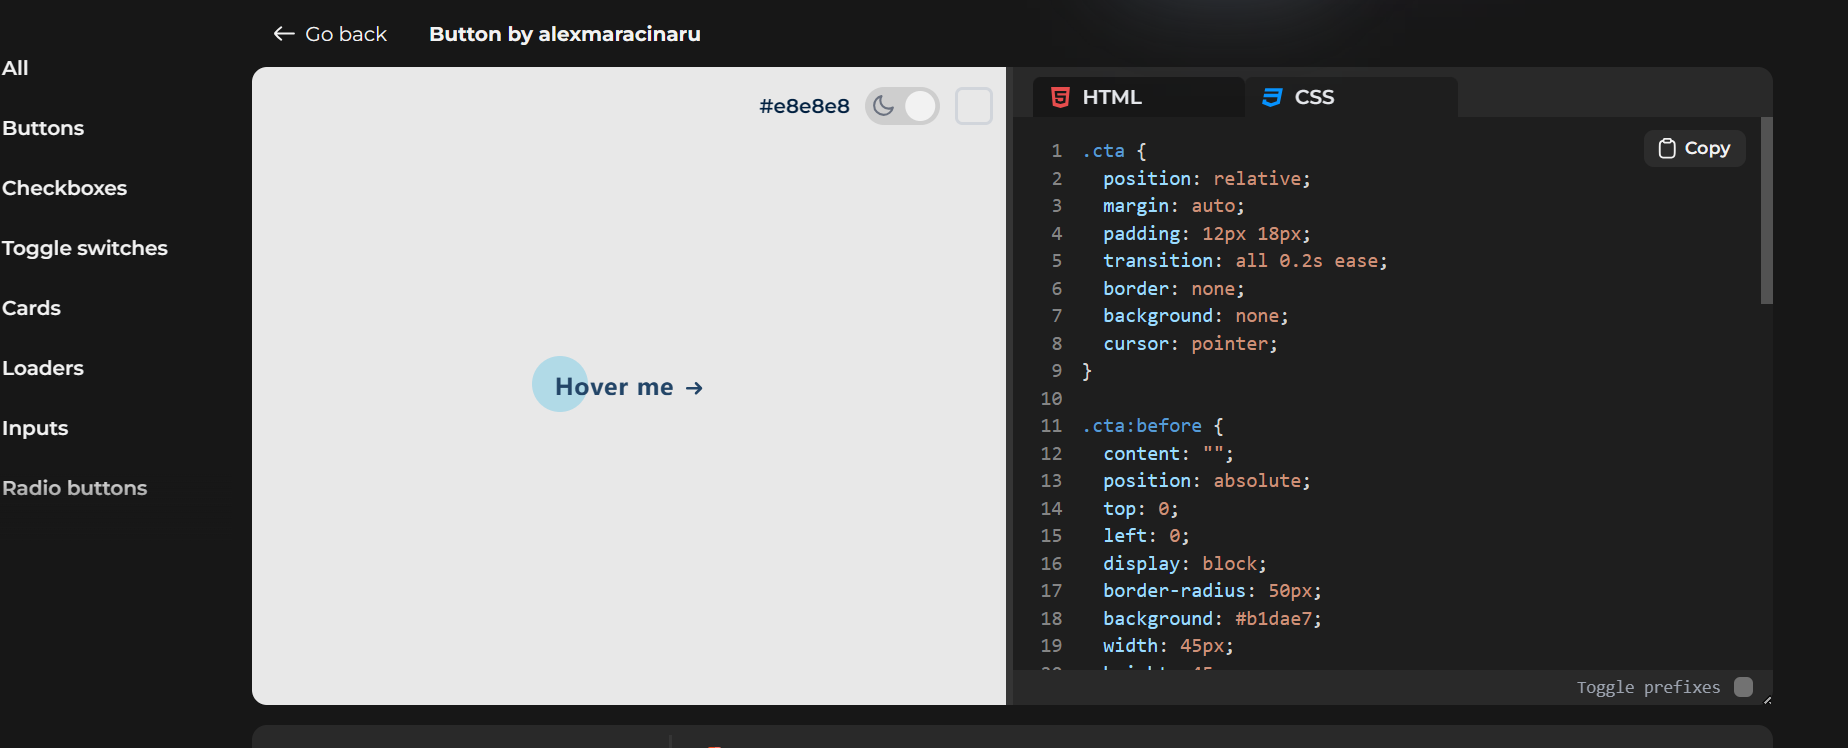 Go back
Button by alexmaracinaru
All
Buttons
Checkboxes
Toggle switches
Cards
Loaders
Inputs
Radio buttons
#e8e8e8
Hover me →
HTML
CSS
Copy
1 .cta {
2 position: relative;
3 margin: auto;
4 padding: 12px 18px;
5 transition: all 0.2s ease;
6 border: none;
7 background: none;
8 cursor: pointer;
9 }
10
11 .cta:before {
12 content: "";
13 position: absolute;
14 top: 0;
15 left: 0;
16 display: block;
17 border-radius: 50px;
18 background: #b1dae7;
19 width: 45px;
Toggle prefixes